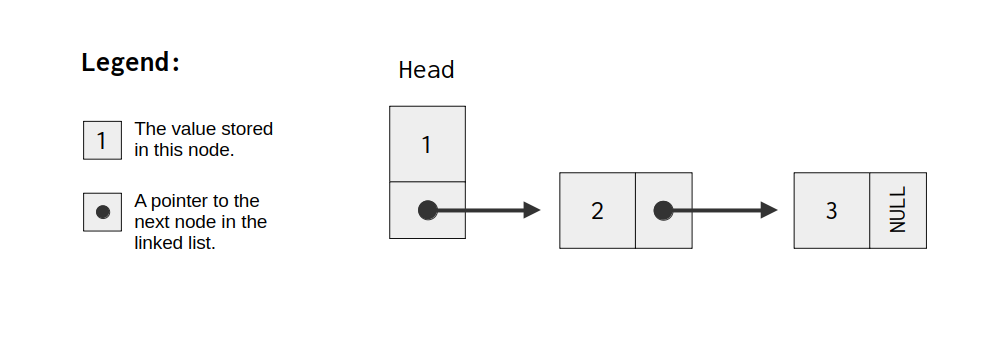 Legend:
Head
1
The value stored
in this node.
A pointer to the
next node in the
linked list.
1
2
3
NULL